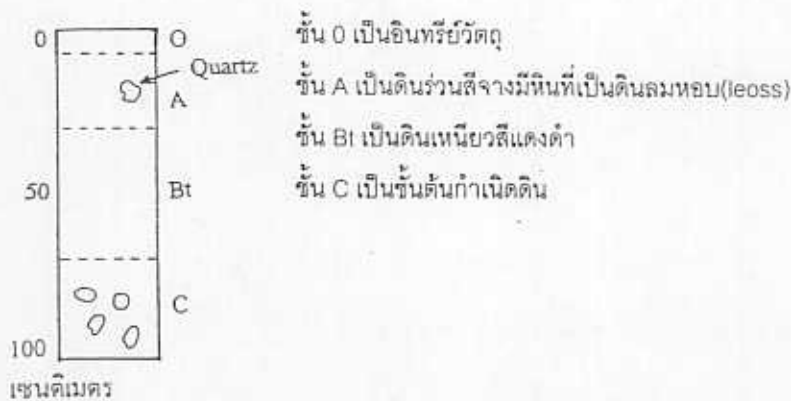 0 O ชั้น 0 เป็นอินทรีย์วัตถุ
Quartz
A ชั้น A เป็นดินร่วนสีจางมีหินที่เป็นดินลมหอบ(leoss)
ชั้น Bt เป็นดินเหนียวสีแดงดำ
50 Bt ชั้น C เป็นชั้นต้นกำเนิดดิน
C
100
เซนติเมตร